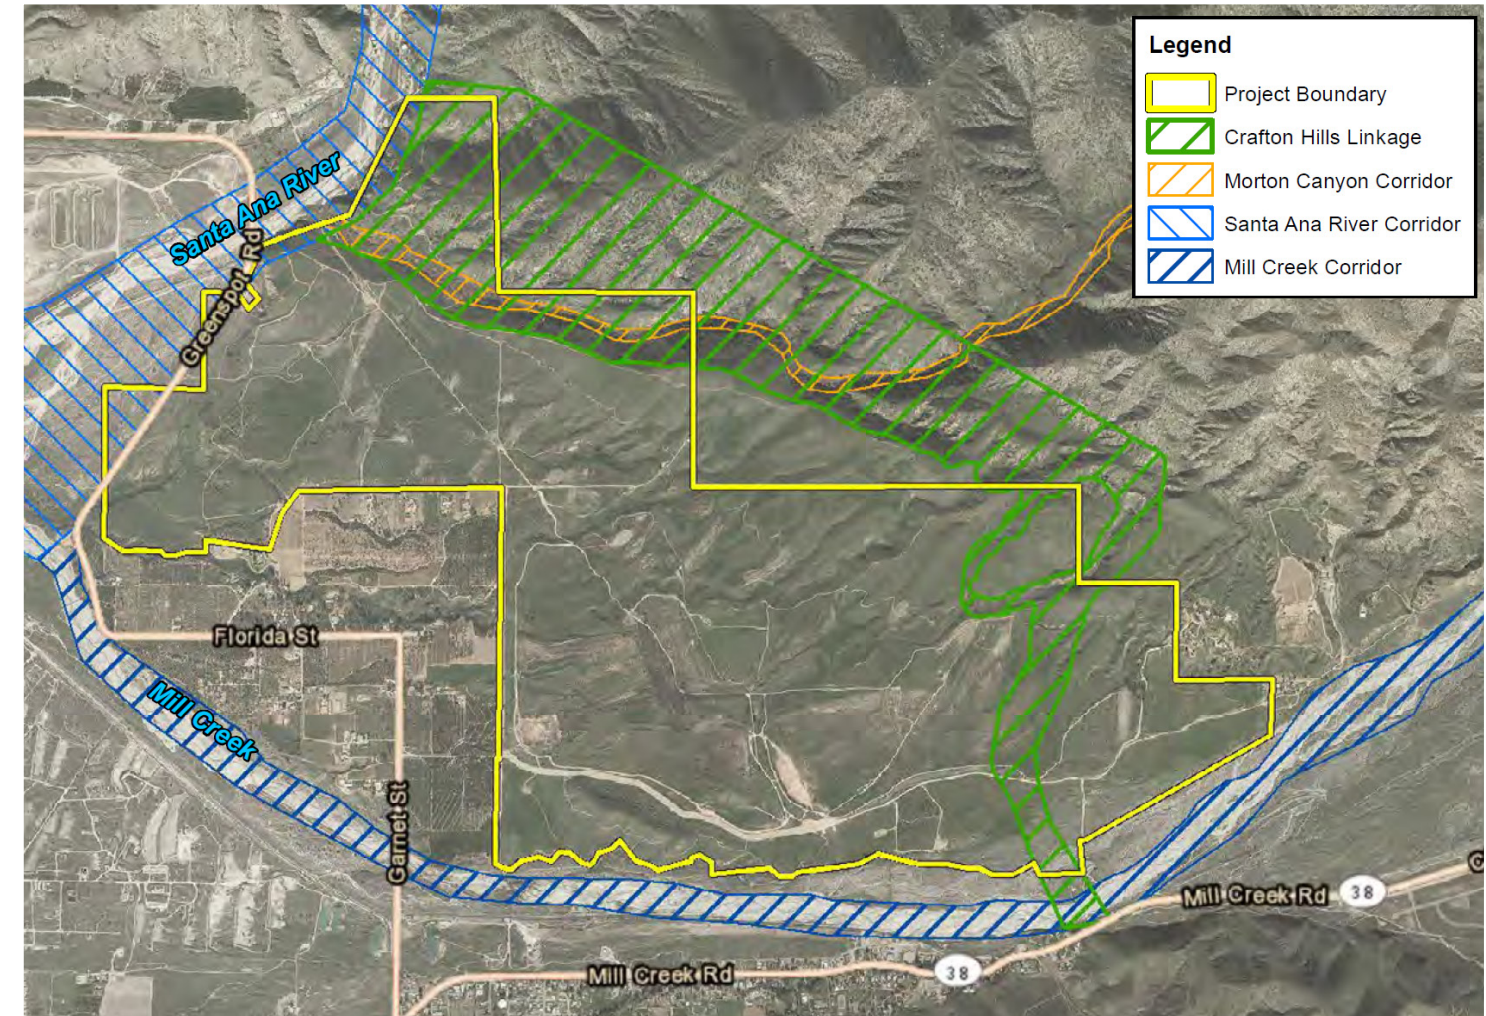 Legend
Project Boundary
Crafton Hills Linkage
Morton Canyon Corridor
Santa Ana River Corridor
Mill Creek Corridor
Santa Ana River
Greenspot Rd
Florida St
Mill Creek
Garnet St
Mill Creek Rd
38
Mill Creek Rd
38